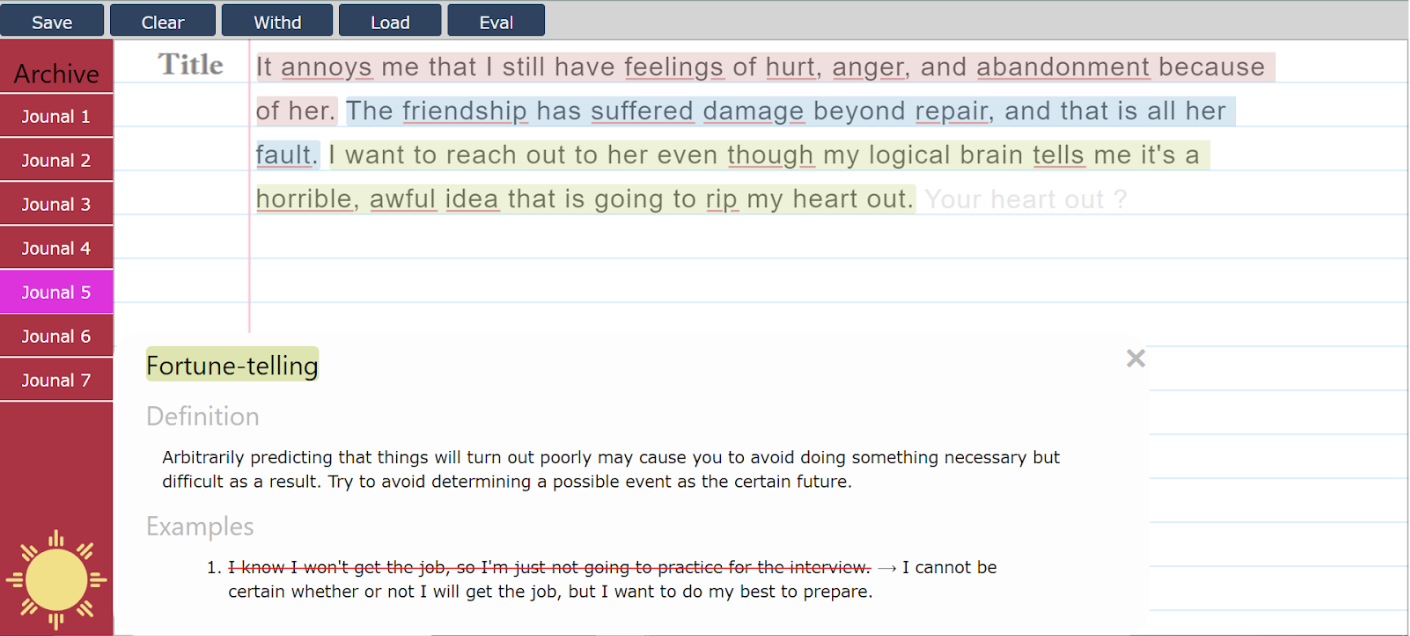 Save Clear Withd Load Eval
Archive
Jounal 1
Jounal 2
Jounal 3
Jounal 4
Jounal 5
Jounal 6
Jounal 7
Title
It annoys me that I still have feelings of hurt, anger, and abandonment because
of her. The friendship has suffered damage beyond repair, and that is all her
fault. I want to reach out to her even though my logical brain tells me it's a
horrible, awful idea that is going to rip my heart out. Your heart out ?
Fortune-telling
Definition
Arbitrarily predicting that things will turn out poorly may cause you to avoid doing something necessary but
difficult as a result. Try to avoid determining a possible event as the certain future.
Examples
1. I know I won't get the job, so I'm just not going to practice for the interview. → I cannot be
certain whether or not I will get the job, but I want to do my best to prepare.